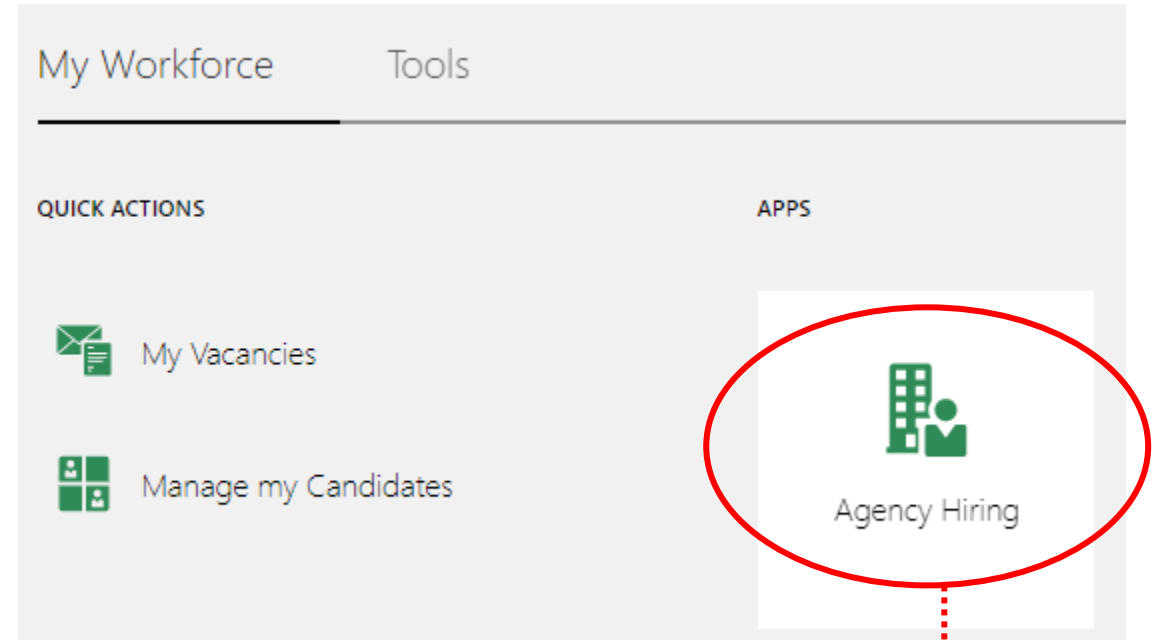 My Workforce Tools
QUICK ACTIONS
APPS
My Vacancies
Manage my Candidates
Agency Hiring